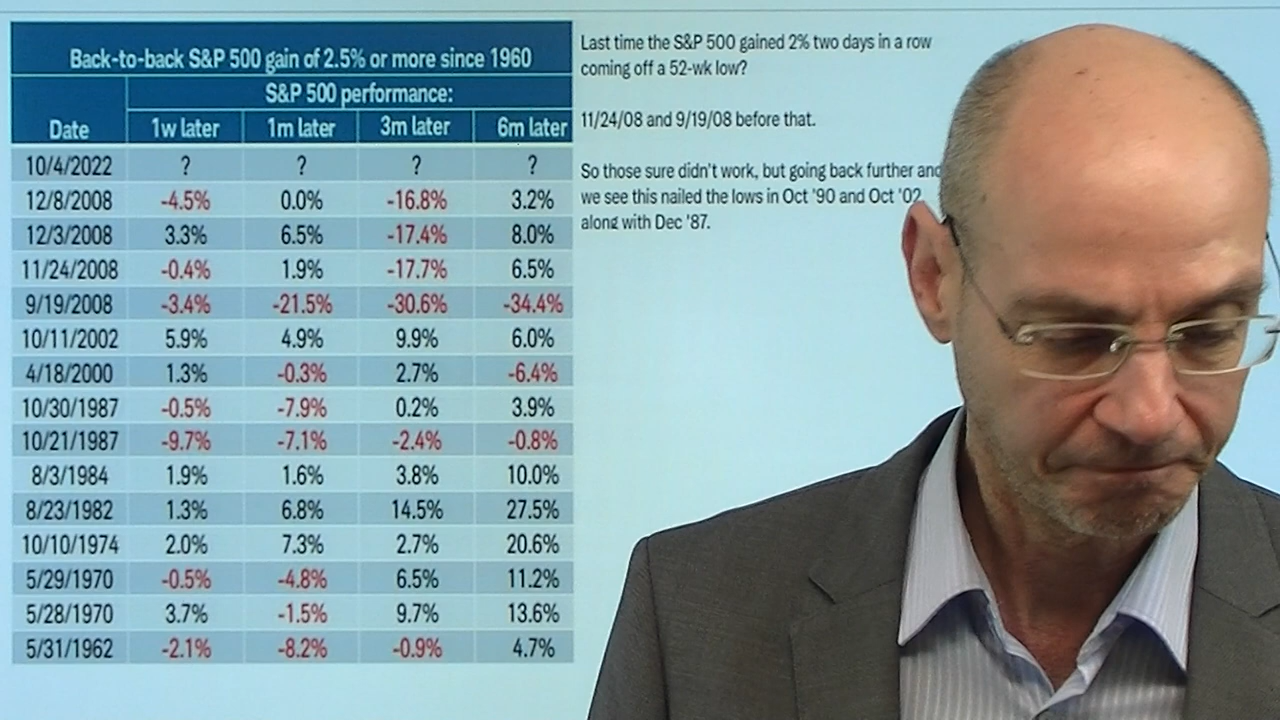 Back-to-back S&P 500 gain of 2.5% or more since 1960
S&P 500 performance:
Date 1w later 1m later 3m later 6m later
10/4/2022 ? ? ? ?
12/8/2008 -4.5% 0.0% -16.8% 3.2%
12/3/2008 3.3% 6.5% -17.4% 8.0%
11/24/2008 -0.4% 1.9% -17.7% 6.5%
9/19/2008 -3.4% -21.5% -30.6% -34.4%
10/11/2002 5.9% 4.9% 9.9% 6.0%
4/18/2000 1.3% -0.3% 2.7% -6.4%
10/30/1987 -0.5% -7.9% 0.2% 3.9%
10/21/1987 -9.7% -7.1% -2.4% -0.8%
8/3/1984 1.9% 1.6% 3.8% 10.0%
8/23/1982 1.3% 6.8% 14.5% 27.5%
10/10/1974 2.0% 7.3% 2.7% 20.6%
5/29/1970 -0.5% -4.8% 6.5% 11.2%
5/28/1970 3.7% -1.5% 9.7% 13.6%
5/31/1962 -2.1% -8.2% -0.9% 4.7%
Last time the S&P 500 gained 2% two days in a row
coming off a 52-wk low?
11/24/08 and 9/19/08 before that.
So those sure didn't work, but going back further and
we see this nailed the lows in Oct '90 and Oct '02
along with Dec '87.